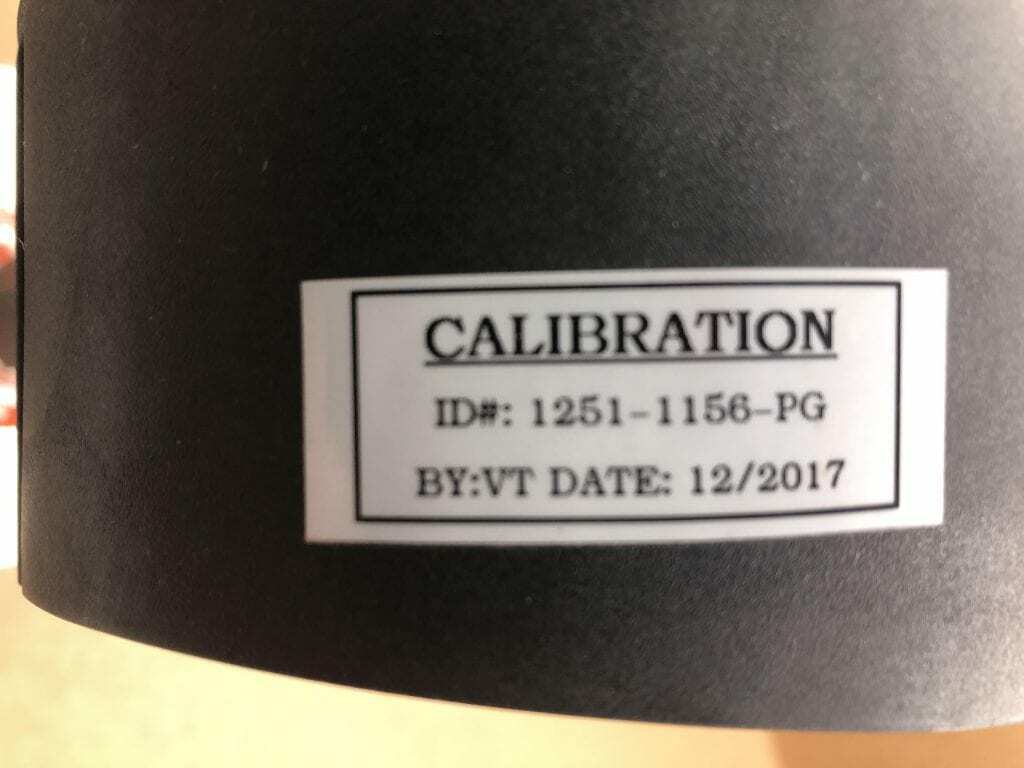 CALIBRATION
ID#: 1251-1156-PG
BY:VT DATE: 12/2017